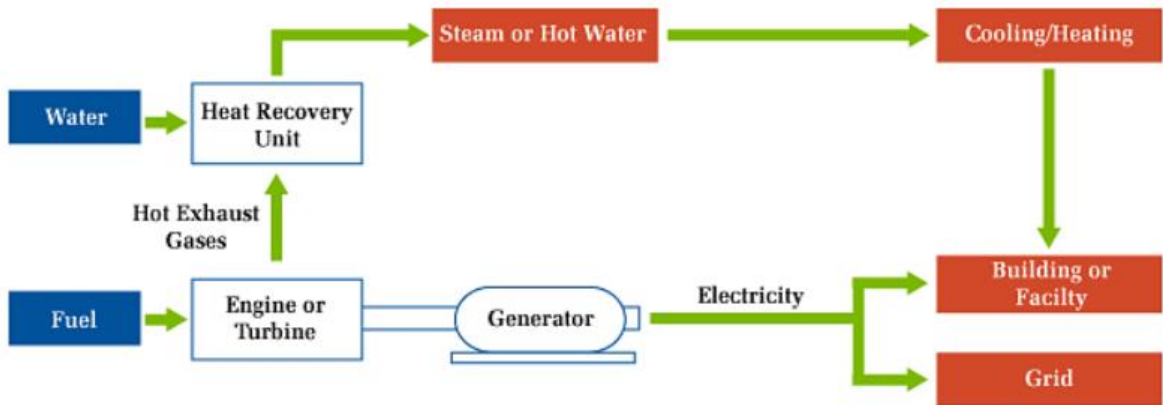 Steam or Hot Water
Cooling/Heating
Water
Heat Recovery
Unit
Hot Exhaust
Gases
Fuel
Engine or
Turbine
Generator
Electricity
Building or
Facilty
Grid